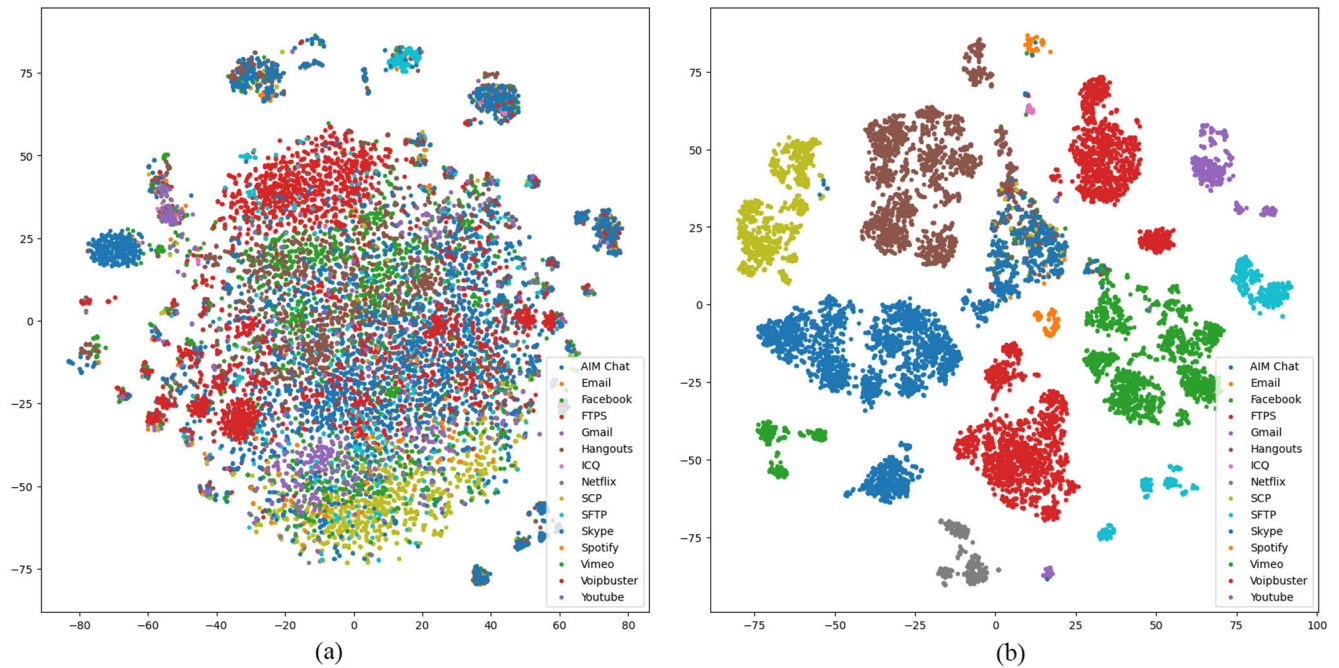 75
50
25
0
−25
−50
−75
−80
−60
−40
−20
0
20
40
60
80
AIM Chat
Email
Facebook
FTPS
Gmail
Hangouts
ICQ
Netflix
SCP
SFTP
Skype
Spotify
Vimeo
Voipbuster
Youtube
(a)
75
50
25
0
−25
−50
−75
−75
−50
−25
0
25
50
75
100
AIM Chat
Email
Facebook
FTPS
Gmail
Hangouts
ICQ
Netflix
SCP
SFTP
Skype
Spotify
Vimeo
Voipbuster
Youtube
(b)